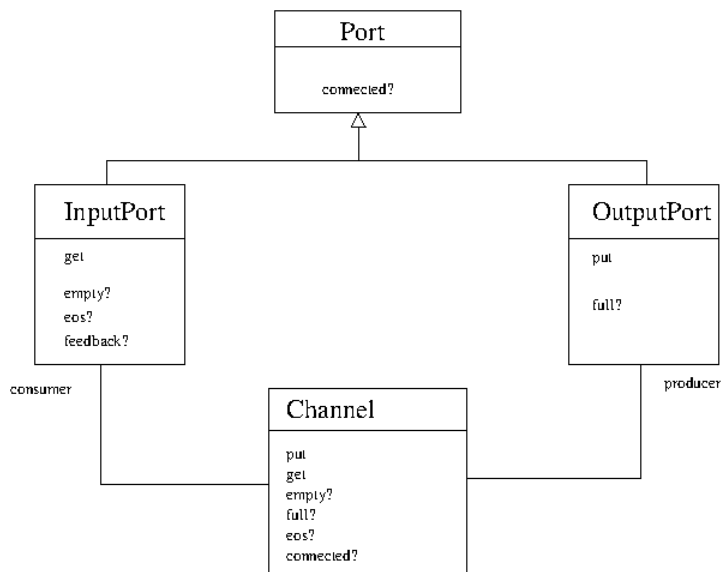 Port
connected?
InputPort
get
empty?
eos?
feedback?
OutputPort
put
full?
consumer
producer
Channel
put
get
empty?
full?
eos?
connected?